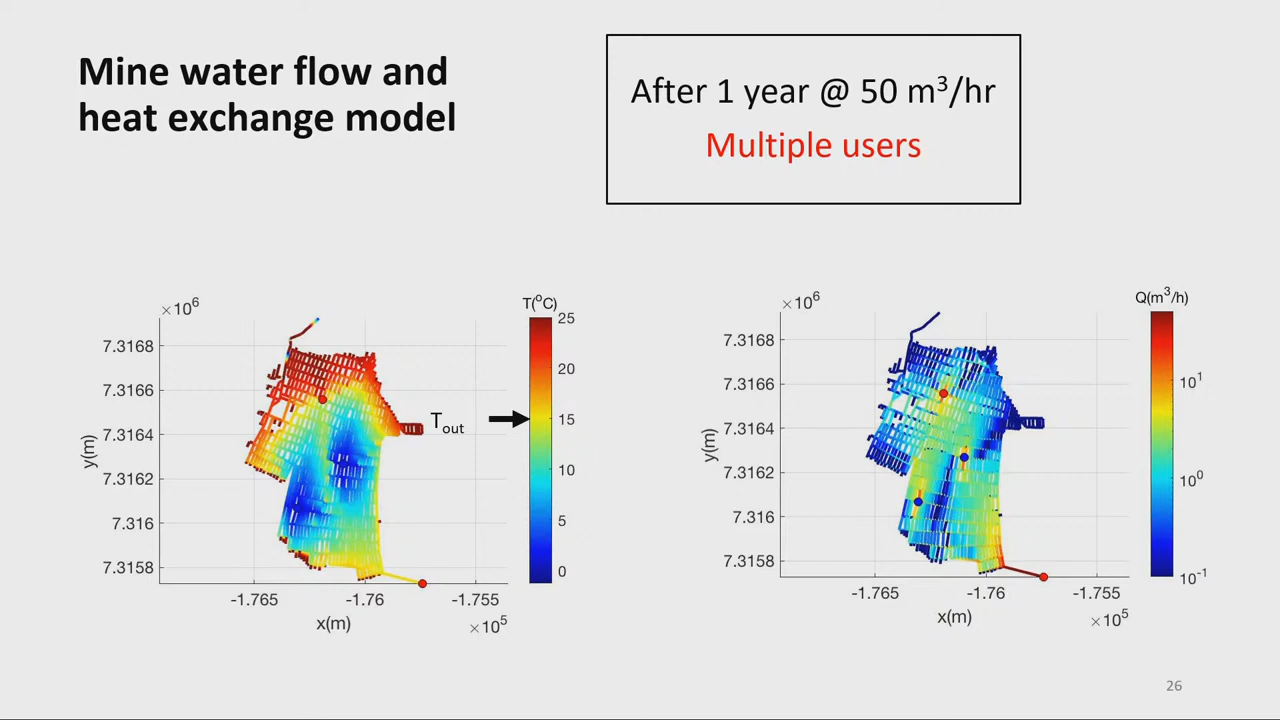 Mine water flow and
heat exchange model
After 1 year @ 50 m³/hr
Multiple users
×10⁶
7.3168
7.3166
7.3164
7.3162
7.316
7.3158
y(m)
-1.765
-1.76
-1.755
x(m)
×10⁵
T(°C)
25
20
15
10
5
0
T_out
×10⁶
7.3168
7.3166
7.3164
7.3162
7.316
7.3158
y(m)
-1.765
-1.76
-1.755
x(m)
×10⁵
Q(m³/h)
10¹
10⁰
10⁻¹
26